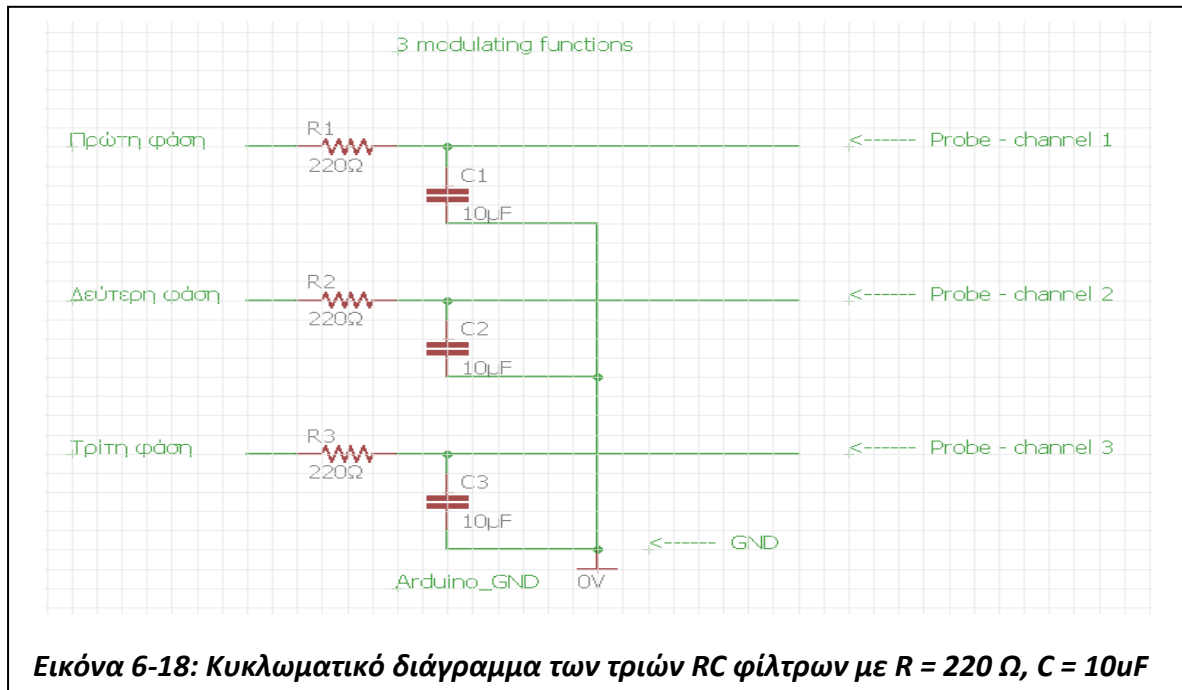 3 modulating functions
Πρώτη φάση
R1
220Ω
C1
10μF
<------ Probe - channel 1
Δεύτερη φάση
R2
220Ω
C2
10μF
<------ Probe - channel 2
Τρίτη φάση
R3
220Ω
C3
10μF
<------ Probe - channel 3
<------ GND
Arduino_GND
0V
Εικόνα 6-18: Κυκλωματικό διάγραμμα των τριών RC φίλτρων με R = 220 Ω, C = 10uF